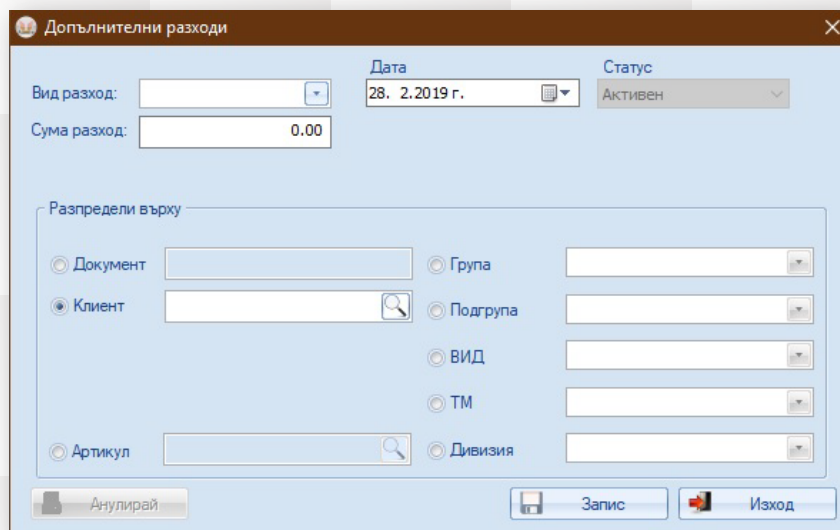 Допълнителни разходи
Дата
Статус
Вид разход:
28. 2.2019 г.
Активен
Сума разход:
0.00
Разпредели върху
Документ
Група
Клиент
Подгрупа
ВИД
ТМ
Артикул
Дивизия
Анулирай
Запис
Изход